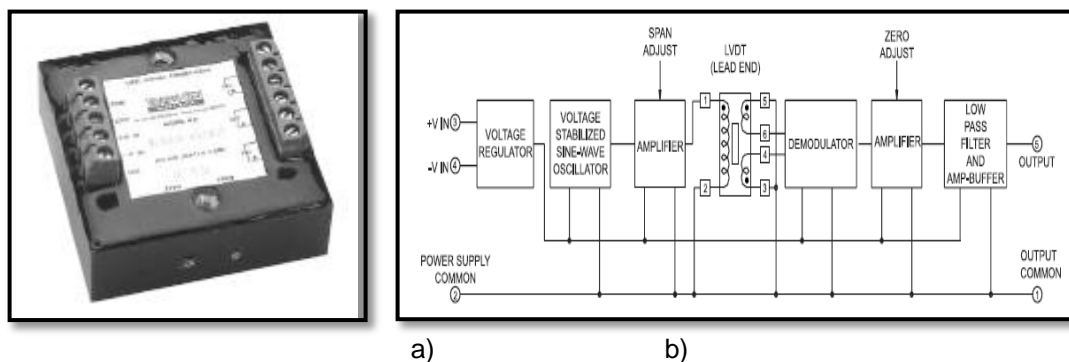 SPAN
ADJUST
LVDT
(LEAD END)
ZERO
ADJUST
+V IN 3
-V IN 4
VOLTAGE
REGULATOR
VOLTAGE
STABILIZED
SINE-WAVE
OSCILLATOR
AMPLIFIER
1
2
5
6
4
3
DEMODULATOR
AMPLIFIER
LOW
PASS
FILTER
AND
AMP-BUFFER
5
OUTPUT
POWER SUPPLY
COMMON
2
OUTPUT
COMMON
1
a) b)